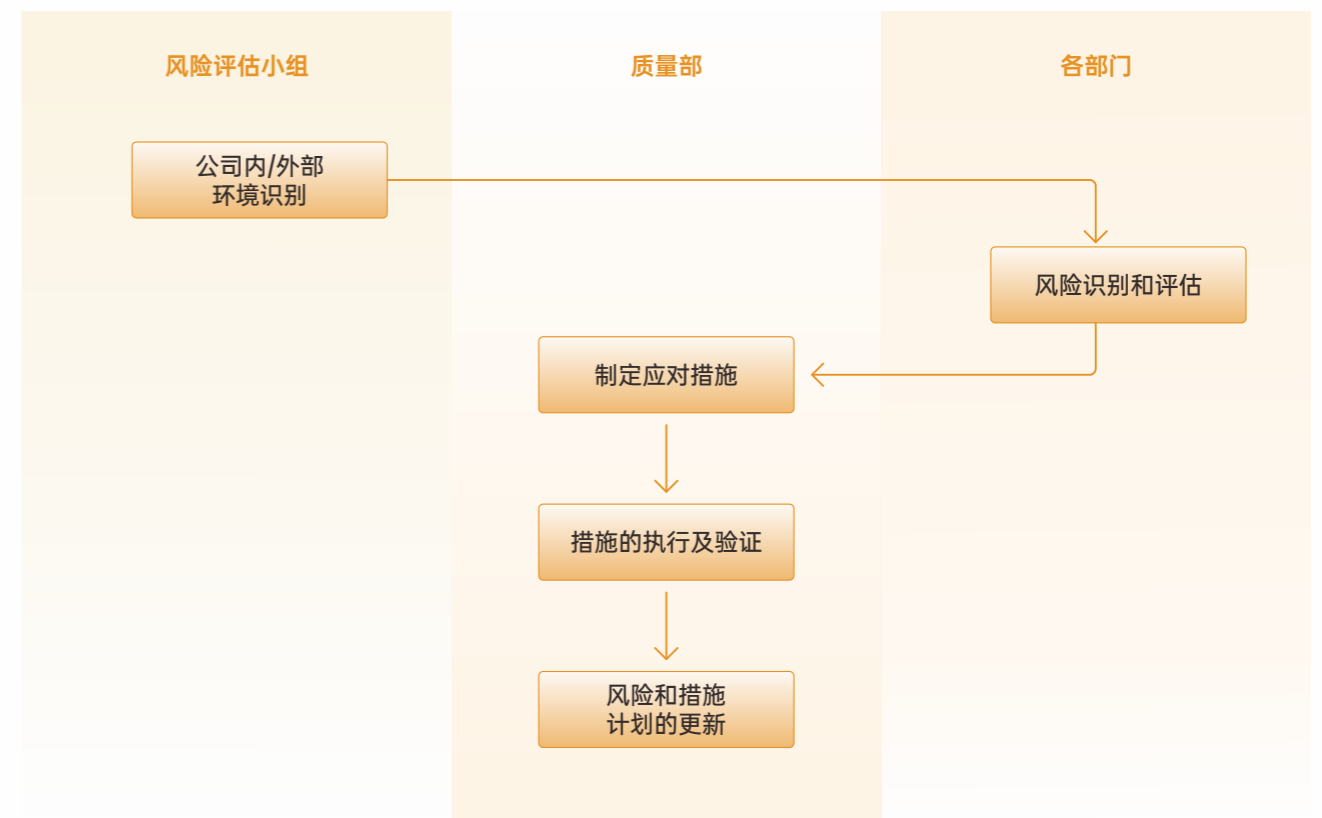 风险评估小组
质量部
各部门
公司内/外部
环境识别
风险识别和评估
制定应对措施
措施的执行及验证
风险和措施
计划的更新